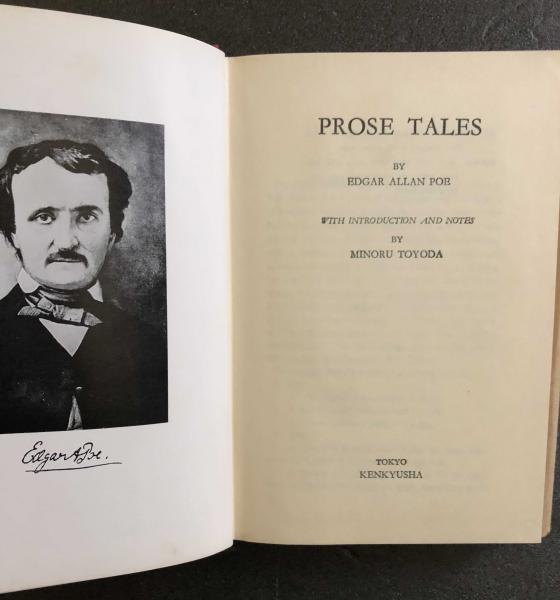 Edgar A Poe.
PROSE TALES
BY
EDGAR ALLAN POE
WITH INTRODUCTION AND NOTES
BY
MINORU TOYODA
TOKYO
KENKYUSHA